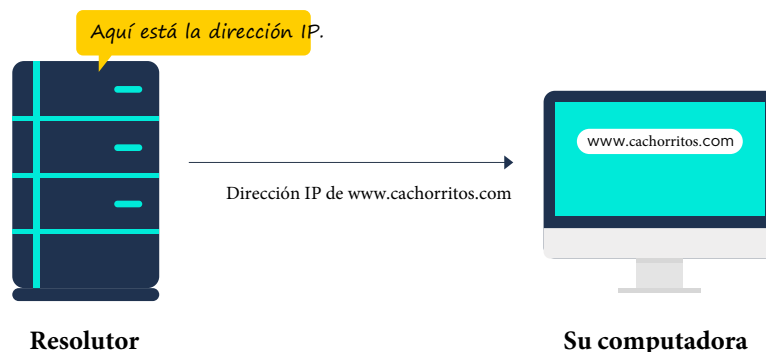 Aquí está la dirección IP.
www.cachorritos.com
Dirección IP de www.cachorritos.com
Resolutor
Su computadora